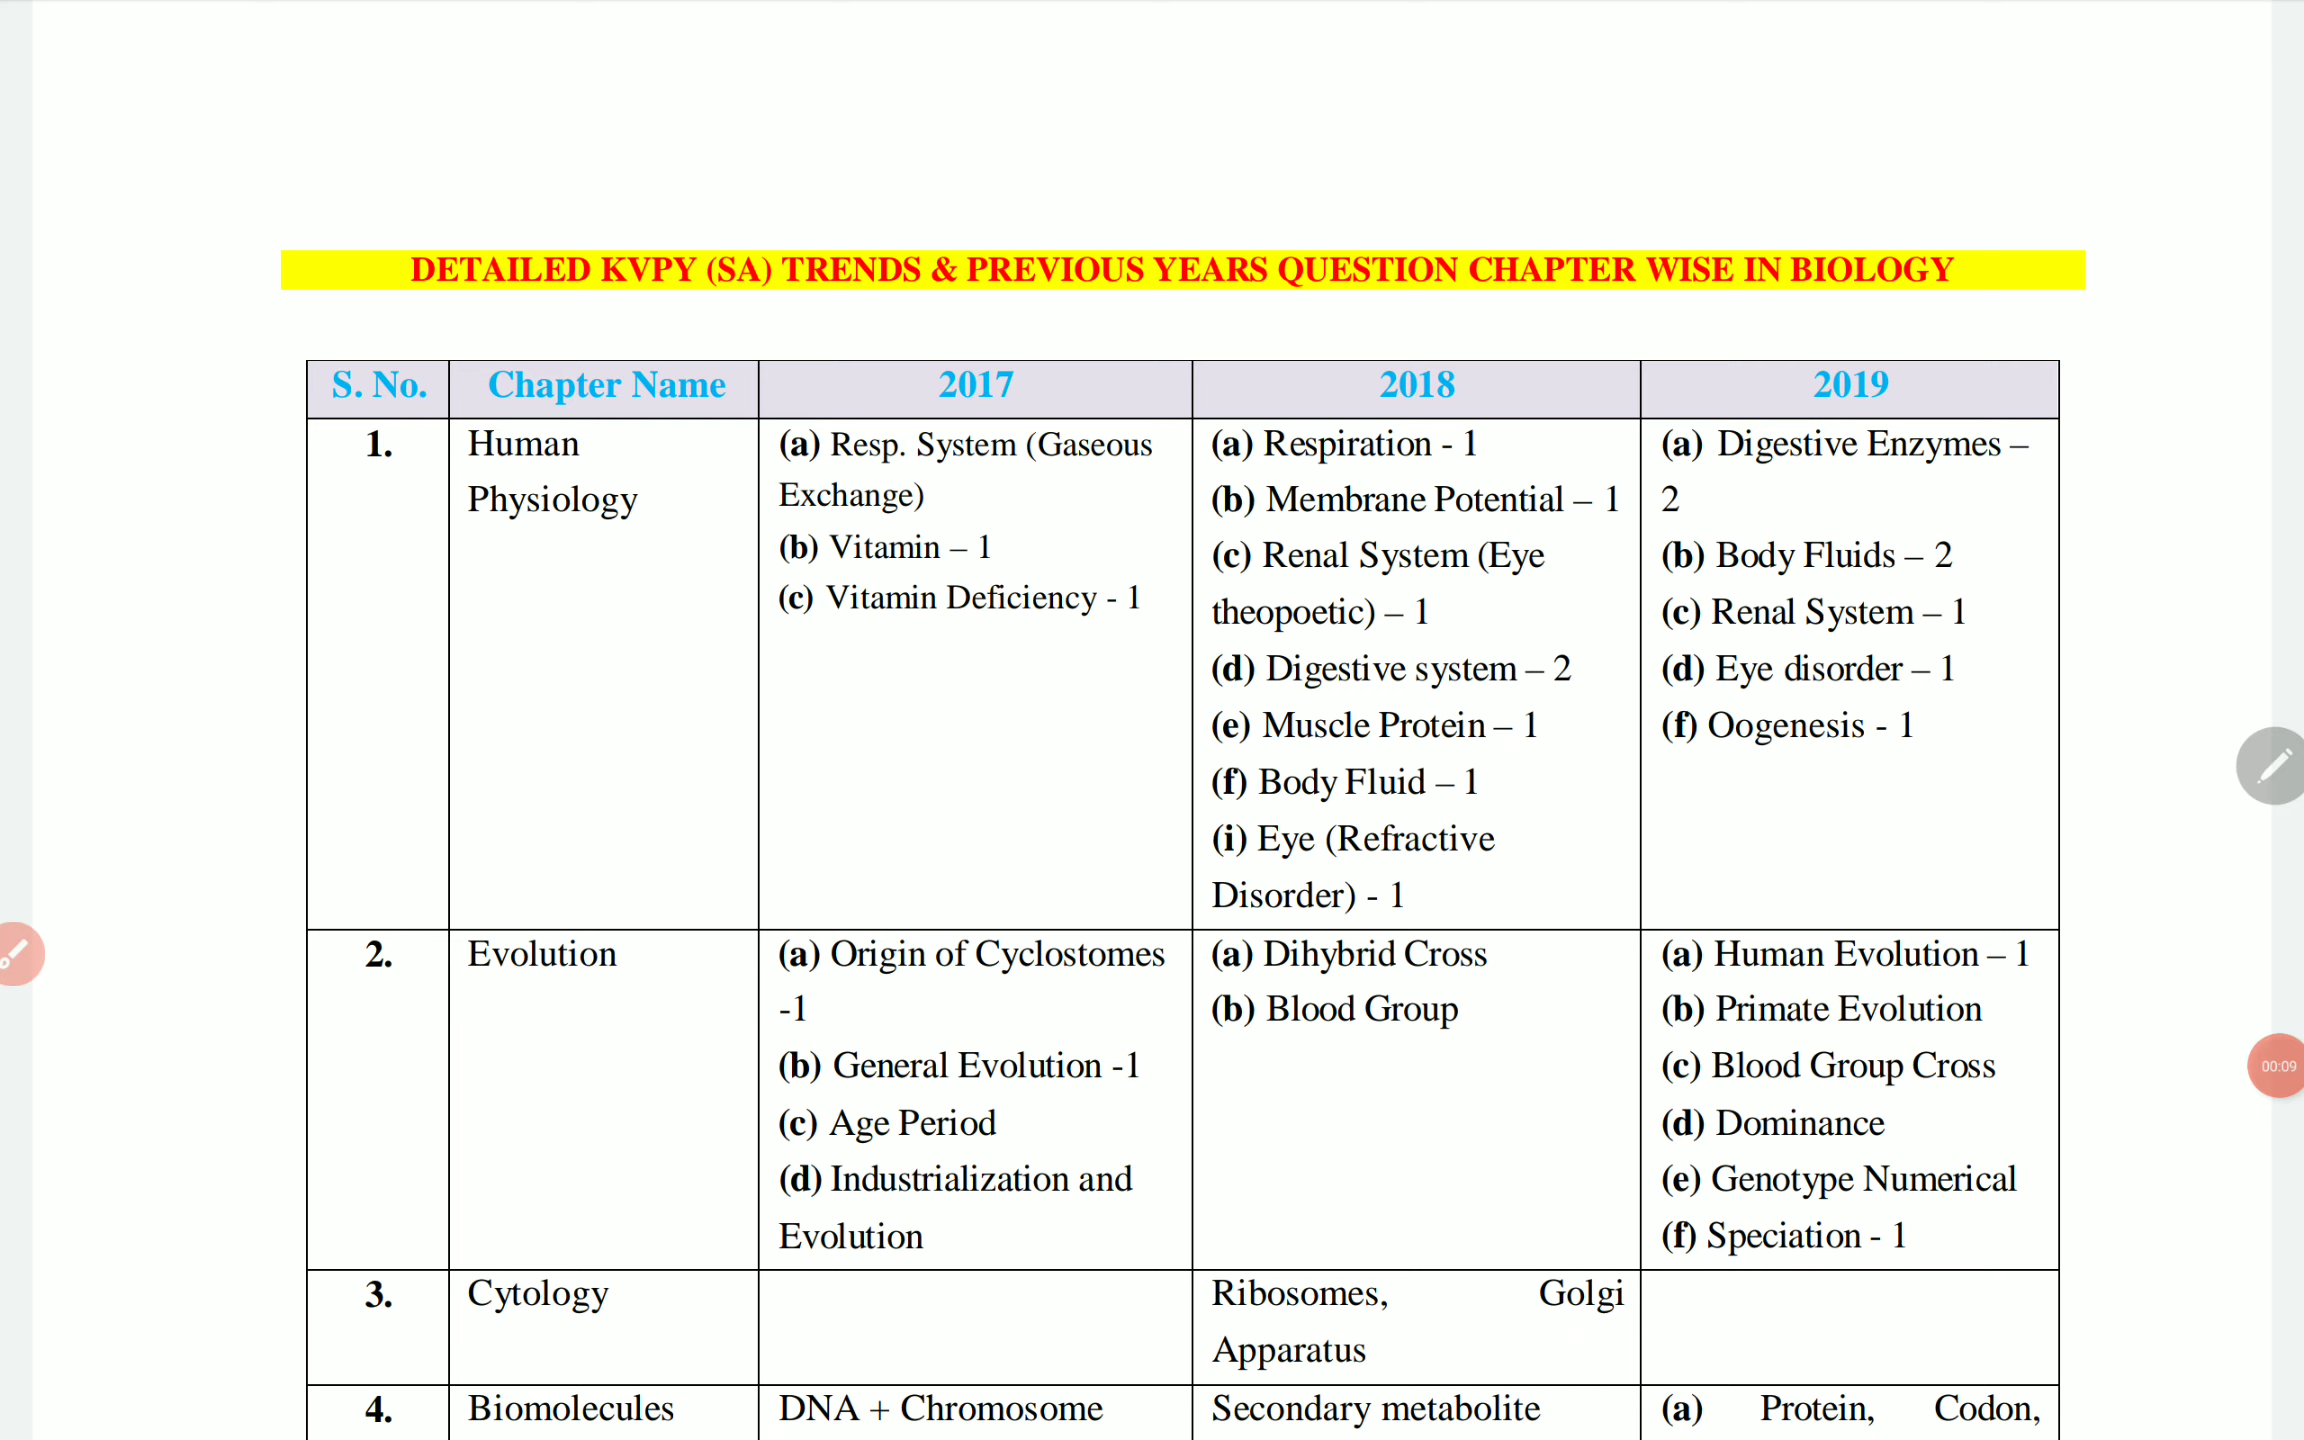 DETAILED KVPY (SA) TRENDS & PREVIOUS YEARS QUESTION CHAPTER WISE IN BIOLOGY
S. No.
Chapter Name
2017
2018
2019
1.
Human
Physiology
(a) Resp. System (Gaseous
Exchange)
(b) Vitamin – 1
(c) Vitamin Deficiency - 1
(a) Respiration - 1
(b) Membrane Potential – 1
(c) Renal System (Eye
theopoetic) – 1
(d) Digestive system – 2
(e) Muscle Protein – 1
(f) Body Fluid – 1
(i) Eye (Refractive
Disorder) - 1
(a) Digestive Enzymes –
2
(b) Body Fluids – 2
(c) Renal System – 1
(d) Eye disorder – 1
(f) Oogenesis - 1
2.
Evolution
(a) Origin of Cyclostomes
-1
(b) General Evolution -1
(c) Age Period
(d) Industrialization and
Evolution
(a) Dihybrid Cross
(b) Blood Group
(a) Human Evolution – 1
(b) Primate Evolution
(c) Blood Group Cross
(d) Dominance
(e) Genotype Numerical
(f) Speciation - 1
3.
Cytology
Ribosomes, Golgi
Apparatus
4.
Biomolecules
DNA + Chromosome
Secondary metabolite
(a) Protein, Codon,
00:09